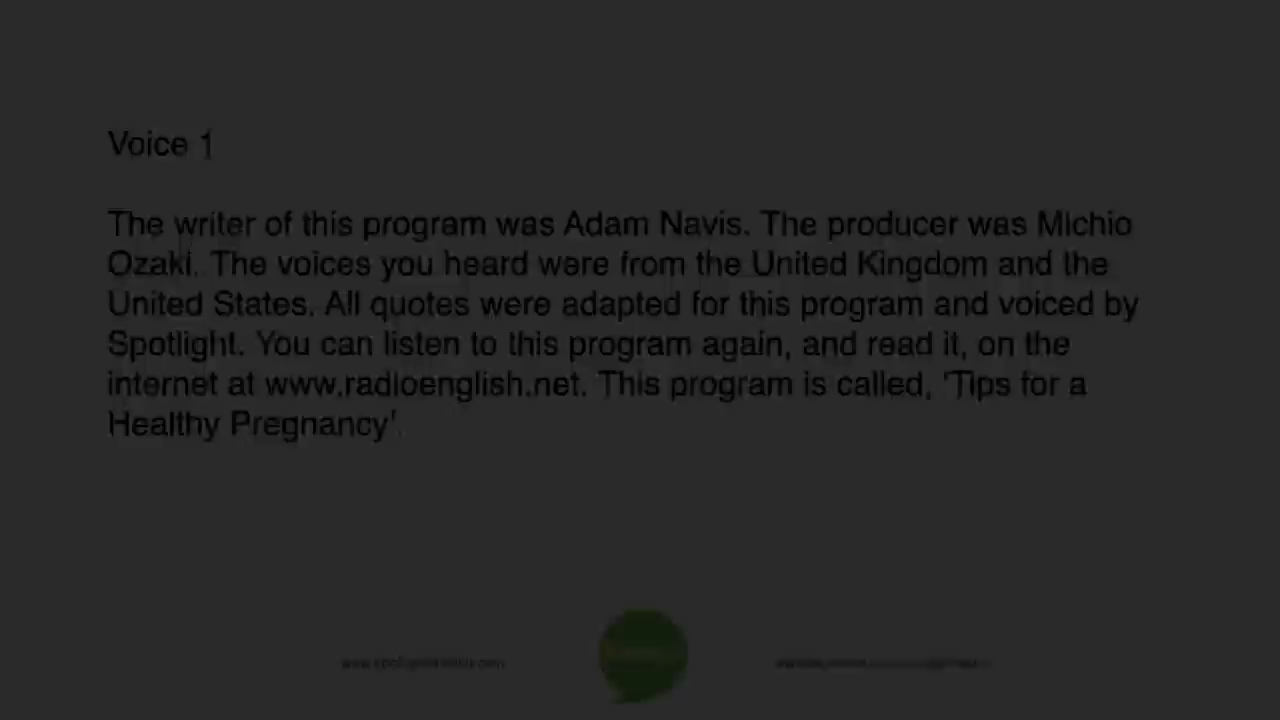 Voice 1
The writer of this program was Adam Navis. The producer was Michio
Ozaki. The voices you heard were from the United Kingdom and the
United States. All quotes were adapted for this program and voiced by
Spotlight. You can listen to this program again, and read it, on the
internet at www.radioenglish.net. This program is called, 'Tips for a
Healthy Pregnancy'.